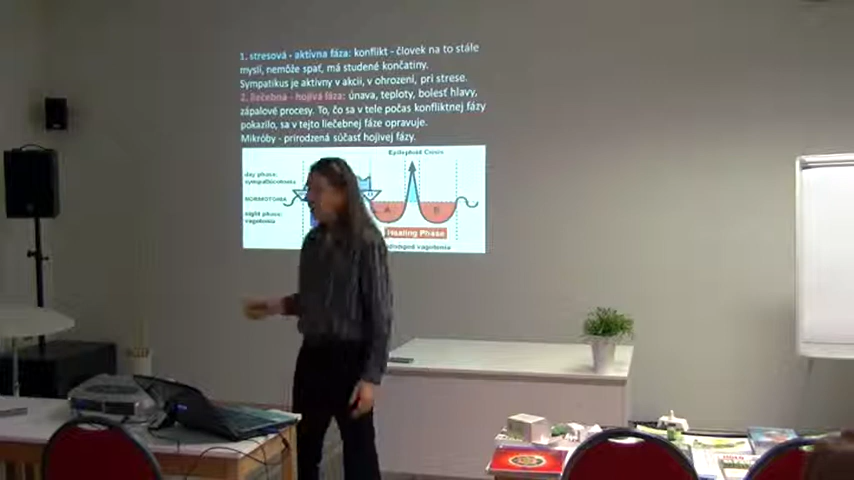 1. stresová - aktívna fáza: konflikt - človek na to stále
myslí, nemôže spať, má studené končatiny.
Sympatikus je aktívny v akcii, v ohrození, pri strese.
2. liečebna - hojivá fáza: únava, teploty, bolesť hlavy,
zápalové procesy. To, čo sa v tele počas konfliktnej fázy
pokazilo, sa v tejto liečebnej fáze opravuje.
Mikróby - prirodzená súčasť hojivej fázy.
Epileptoid Crisis
day phase:
sympathicotonia
NORMOTONIA
night phase:
vagotonia
A
B
Healing Phase
vagotonia